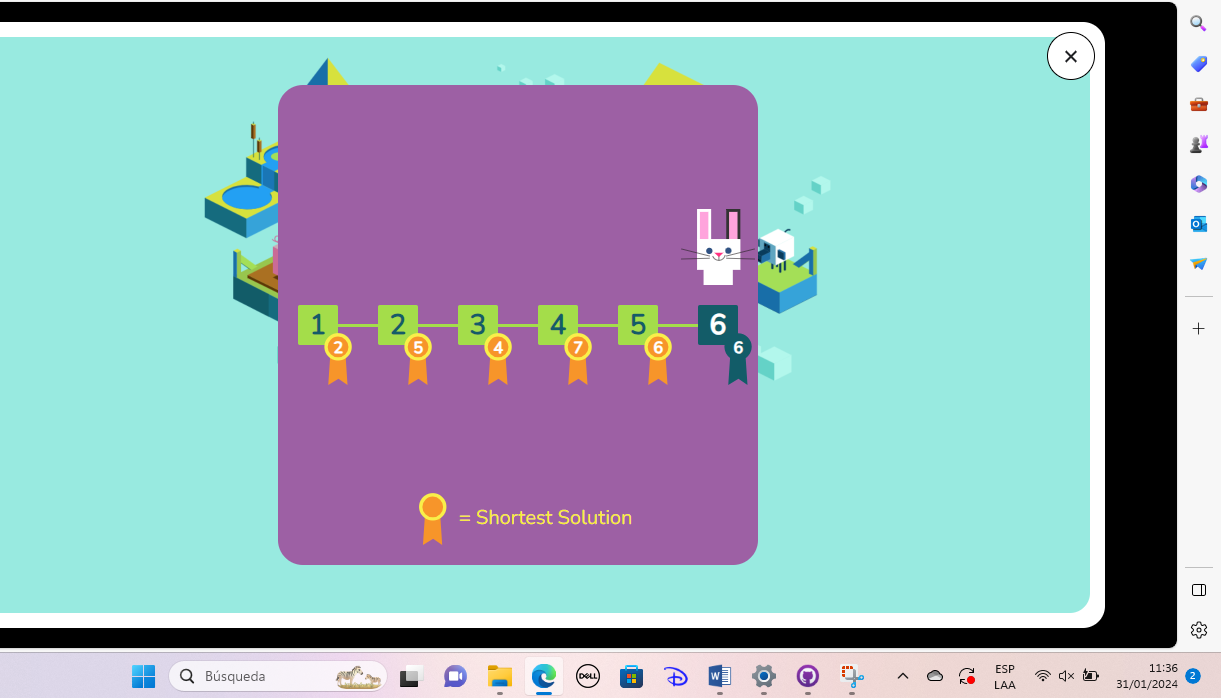 1 2 3 4 5 6
2 5 4 7 6 6
= Shortest Solution
Búsqueda
DELL
ESP
LAA
11:36
31/01/2024
2